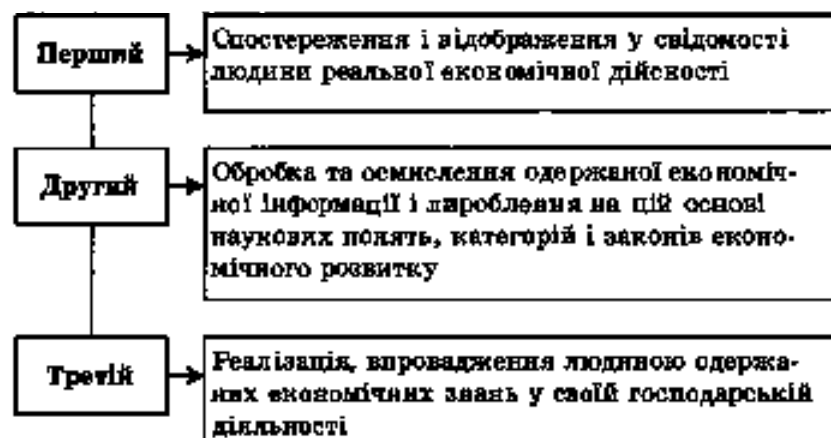 Перший
Спостереження і відображення у свідомості
людини реальної економічної дійсності
Другий
Обробка та осмислення одержаної економіч-
ної інформації і вироблення на цій основі
наукових понять, категорій і законів еконо-
мічного розвитку
Третій
Реалізація, впровадження людиною одержа-
них економічних знань у своїй господарській
діяльності